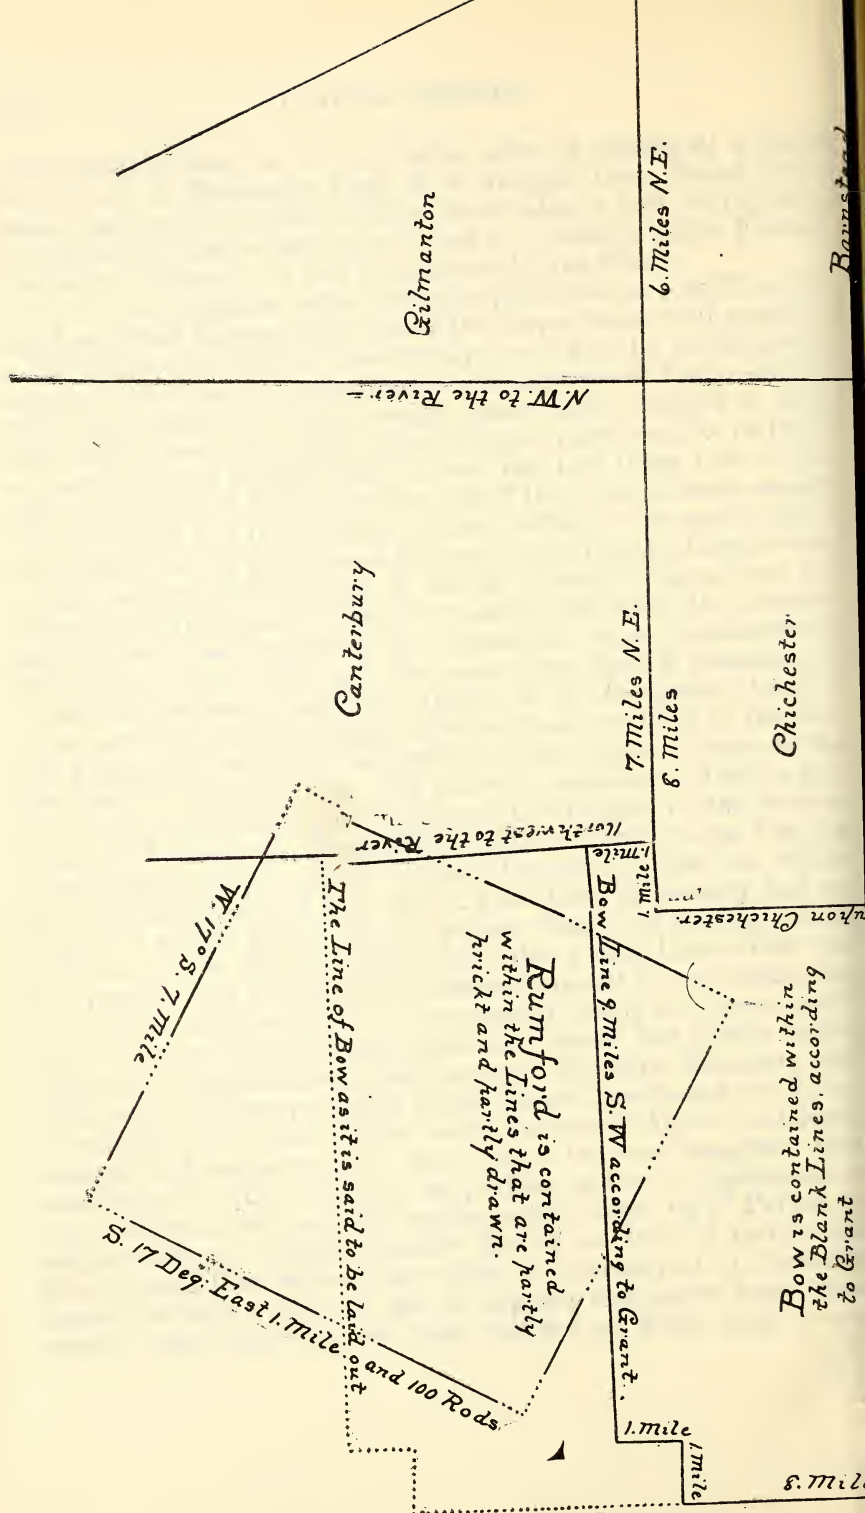 Gilmanton
6. Miles N.E.
Barnstead
N.W. to the River =
Canterbury
7. Miles N. E.
8. Miles
Chichester
Northwest to the River
1. Mile
1. Mile
upon Chichester.
W. 17° S. 7. Mile
The Line of Bow as it is said to be laid out
Rumford is contained
within the Lines that are partly
prickt and partly drawn.
Bow Line 9 Miles S. W according to Grant.
Bow is contained within
the Blank Lines, according
to Grant
S. 17 Deg: East 1. Mile and 100 Rods
1. Mile
1. Mile
8. Mil